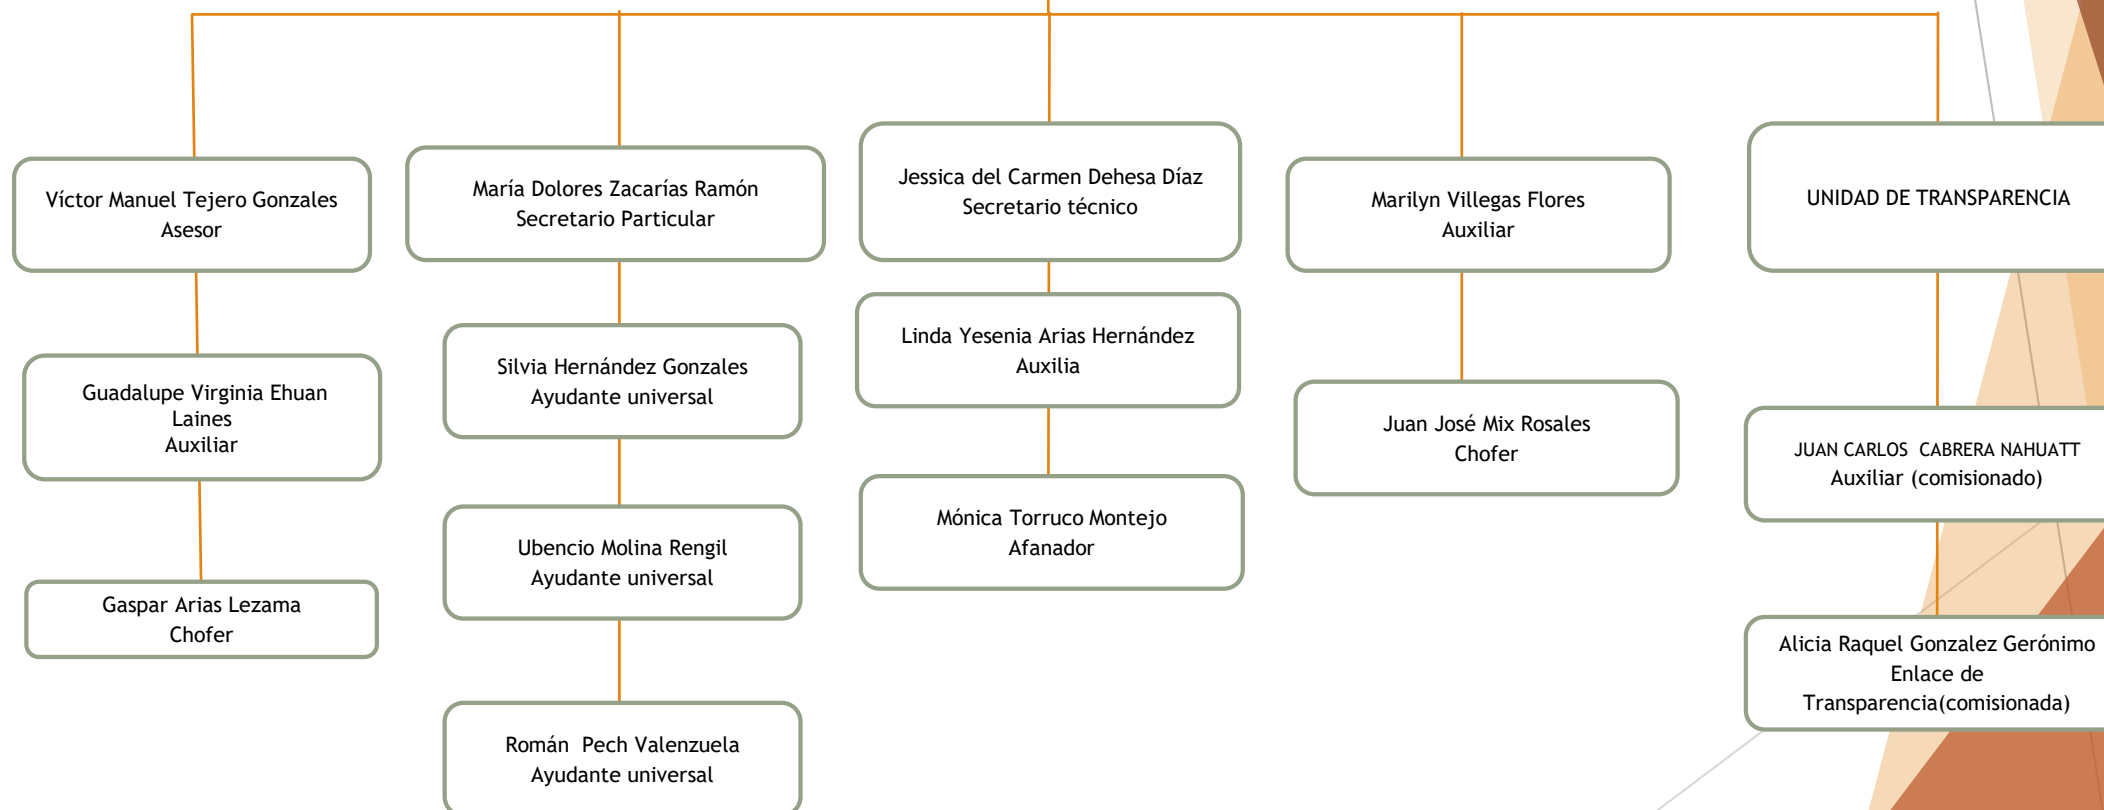 Víctor Manuel Tejero Gonzales
Asesor
Guadalupe Virginia Ehuan
Laines
Auxiliar
Gaspar Arias Lezama
Chofer
María Dolores Zacarías Ramón
Secretario Particular
Silvia Hernández Gonzales
Ayudante universal
Ubencio Molina Rengil
Ayudante universal
Román  Pech Valenzuela
Ayudante universal
Jessica del Carmen Dehesa Díaz
Secretario técnico
Linda Yesenia Arias Hernández
Auxilia
Mónica Torruco Montejo
Afanador
Marilyn Villegas Flores
Auxiliar
Juan José Mix Rosales
Chofer
UNIDAD DE TRANSPARENCIA
JUAN CARLOS  CABRERA NAHUATT
Auxiliar (comisionado)
Alicia Raquel Gonzalez Gerónimo
Enlace de
Transparencia(comisionada)